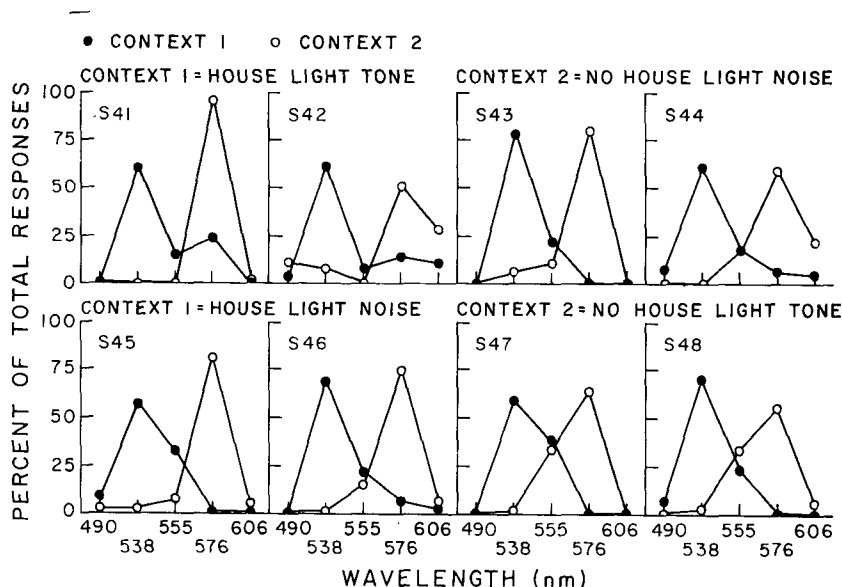 ● CONTEXT 1 ○ CONTEXT 2
CONTEXT 1 = HOUSE LIGHT TONE CONTEXT 2 = NO HOUSE LIGHT NOISE
S41 S42 S43 S44
100
75
50
25
0
CONTEXT 1 = HOUSE LIGHT NOISE CONTEXT 2 = NO HOUSE LIGHT TONE
S45 S46 S47 S48
100
75
50
25
0
PERCENT OF TOTAL RESPONSES
490 555 606 490 555 606 490 555 606 490 555 606
538 576 538 576 538 576 538 576
WAVELENGTH (nm)